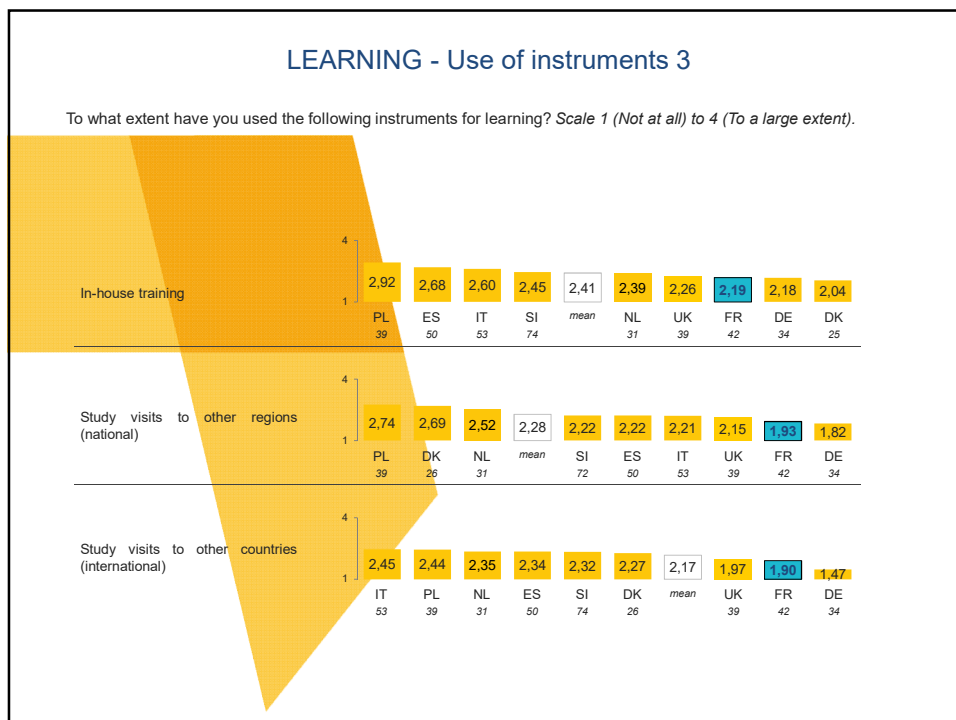 LEARNING - Use of instruments 3
To what extent have you used the following instruments for learning? Scale 1 (Not at all) to 4 (To a large extent).
In-house training
4
1
2,92 2,68 2,60 2,45 2,41 2,39 2,26 2,19 2,18 2,04
PL ES IT SI mean NL UK FR DE DK
39 50 53 74 31 39 42 34 25
Study visits to other regions
(national)
4
1
2,74 2,69 2,52 2,28 2,22 2,22 2,21 2,15 1,93 1,82
PL DK NL mean SI ES IT UK FR DE
39 26 31 72 50 53 39 42 34
Study visits to other countries
(international)
4
1
2,45 2,44 2,35 2,34 2,32 2,27 2,17 1,97 1,90 1,47
IT PL NL ES SI DK mean UK FR DE
53 39 31 50 74 26 39 42 34